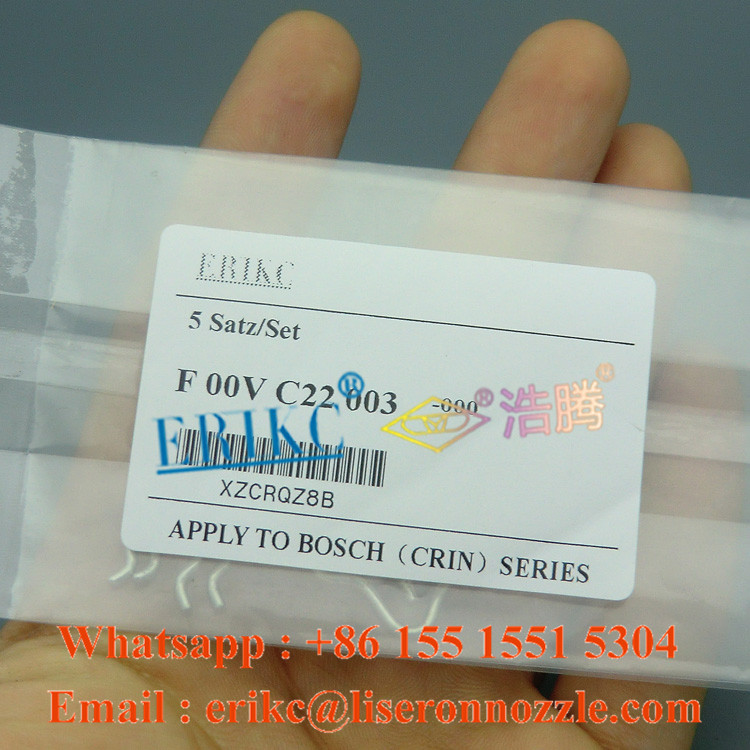 ERIKC
5 Satz/Set
F 00V C22 003 -000
ERIKC® ® 浩腾
XZCRQZ8B
APPLY TO BOSCH（CRIN）SERIES
Whatsapp : +86 155 1551 5304
Email : erikc@liseronnozzle.com